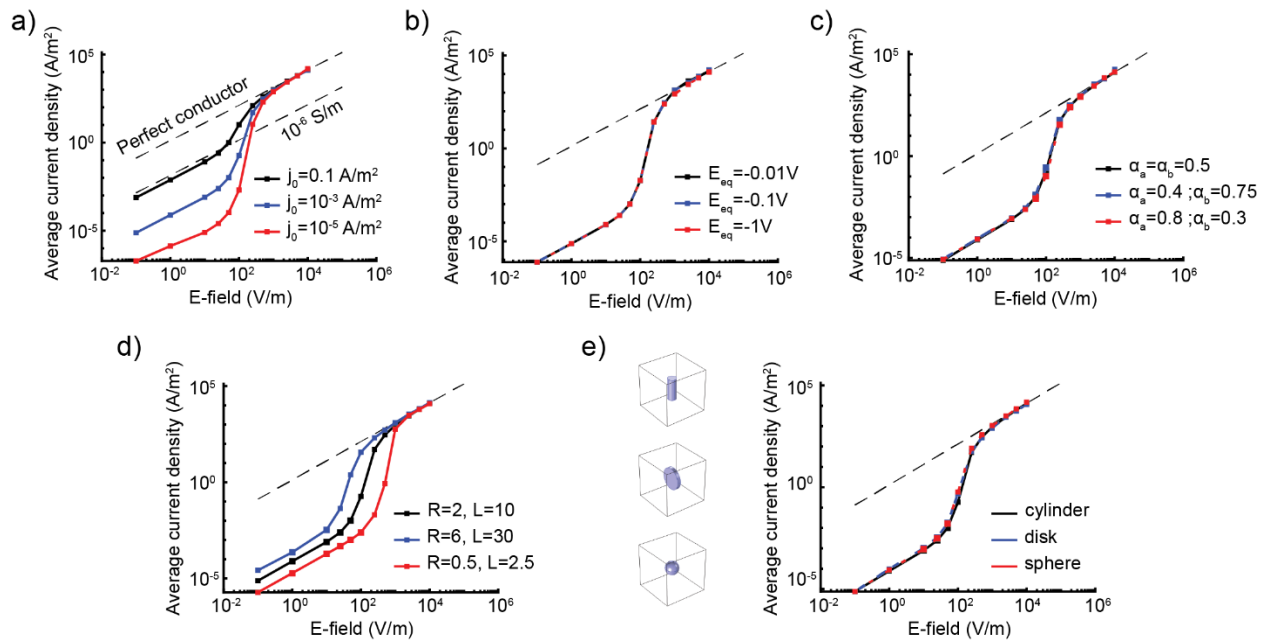 a)
Average current density (A/m²)
10⁵
10⁰
10⁻⁵
Perfect conductor
10⁻⁶ S/m
j₀=0.1 A/m²
j₀=10⁻³ A/m²
j₀=10⁻⁵ A/m²
10⁻² 10⁰ 10² 10⁴ 10⁶
E-field (V/m)
b)
Average current density (A/m²)
10⁵
10⁰
10⁻⁵
E_eq=-0.01V
E_eq=-0.1V
E_eq=-1V
10⁻² 10⁰ 10² 10⁴ 10⁶
E-field (V/m)
c)
Average current density (A/m²)
10⁵
10⁰
10⁻⁵
αₐ=α_b=0.5
αₐ=0.4 ;α_b=0.75
αₐ=0.8 ;α_b=0.3
10⁻² 10⁰ 10² 10⁴ 10⁶
E-field (V/m)
d)
Average current density (A/m²)
10⁵
10⁰
10⁻⁵
R=2, L=10
R=6, L=30
R=0.5, L=2.5
10⁻² 10⁰ 10² 10⁴ 10⁶
E-field (V/m)
e)
Average current density (A/m²)
10⁵
10⁰
10⁻⁵
cylinder
disk
sphere
10⁻² 10⁰ 10² 10⁴ 10⁶
E-field (V/m)